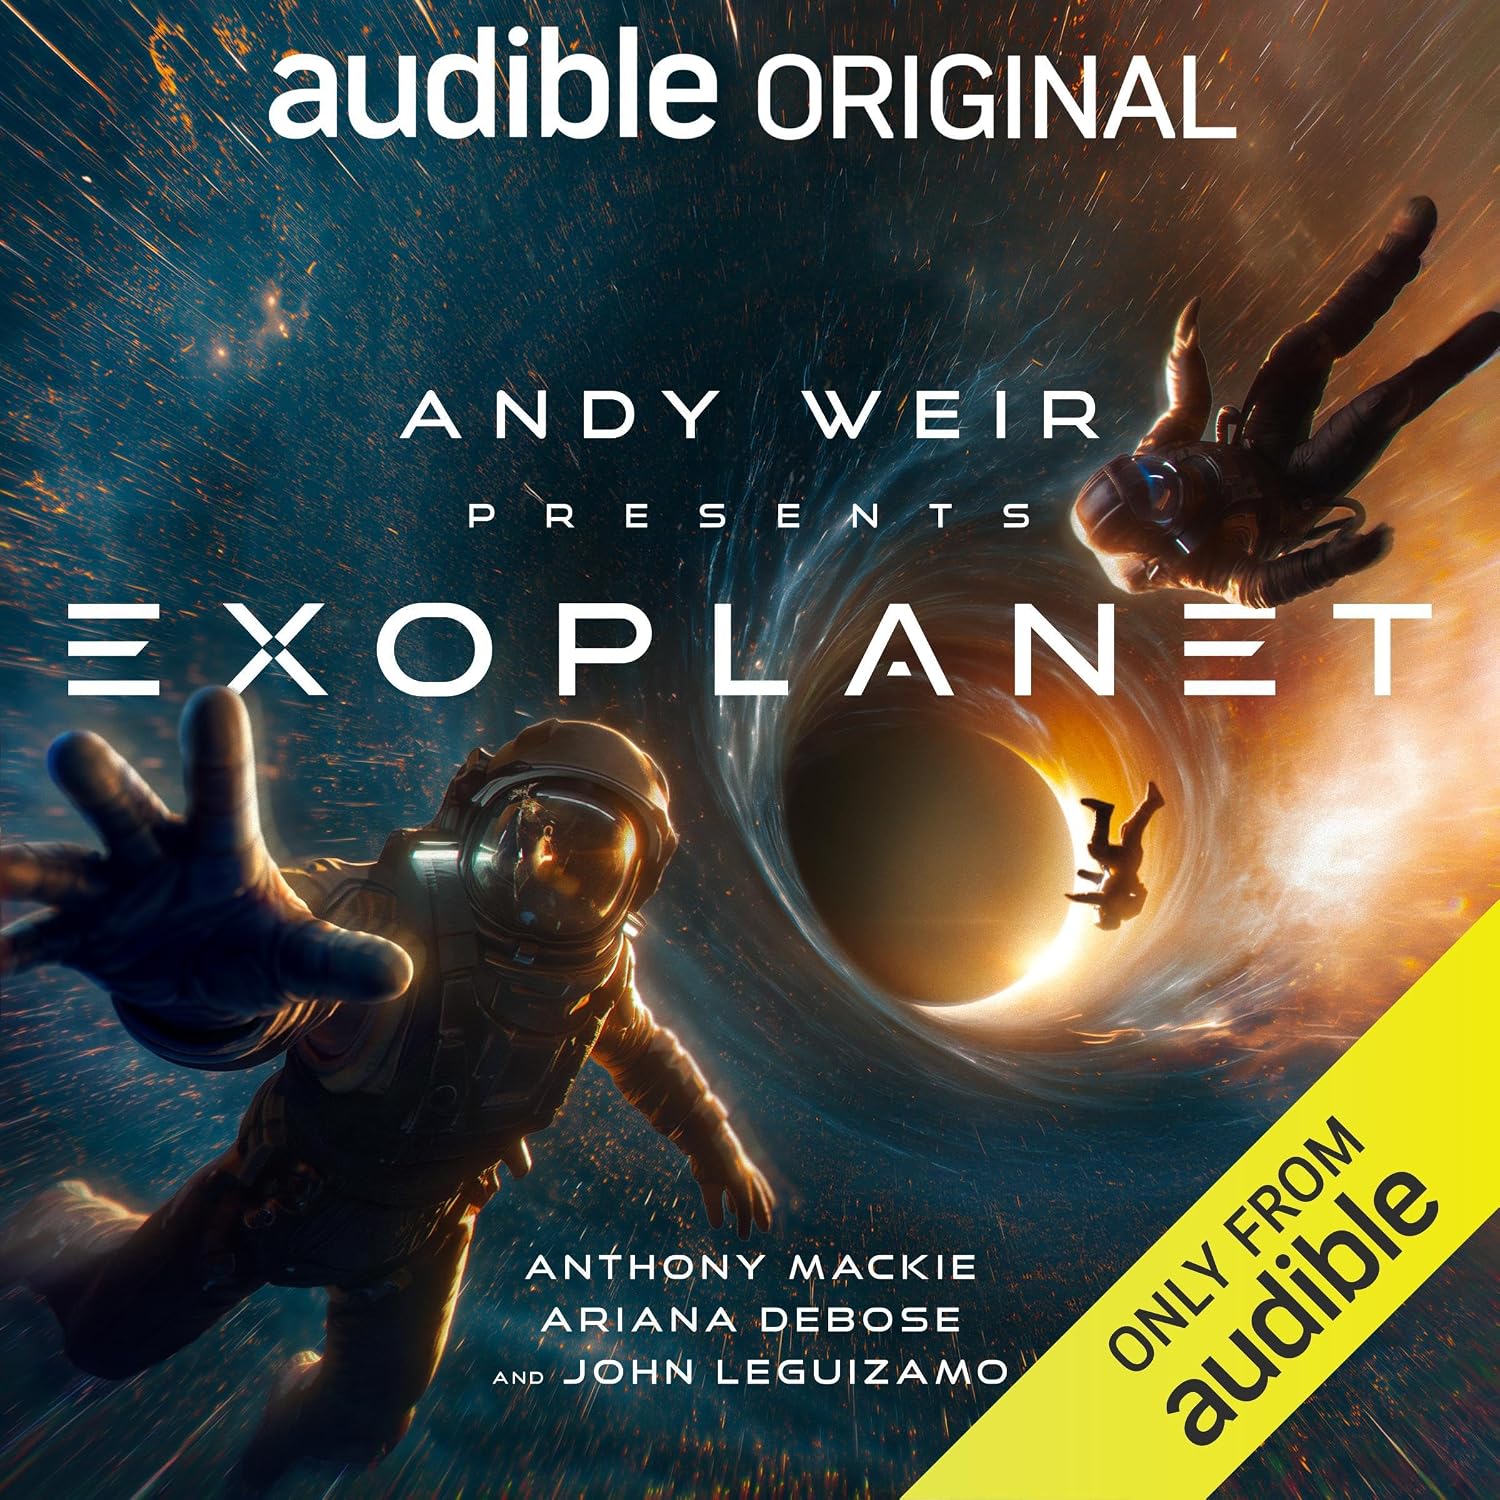 audible ORIGINAL
ANDY WEIR
PRESENTS
EXOPLANET
ANTHONY MACKIE
ARIANA DEBOSE
AND JOHN LEGUIZAMO
ONLY FROM
audible